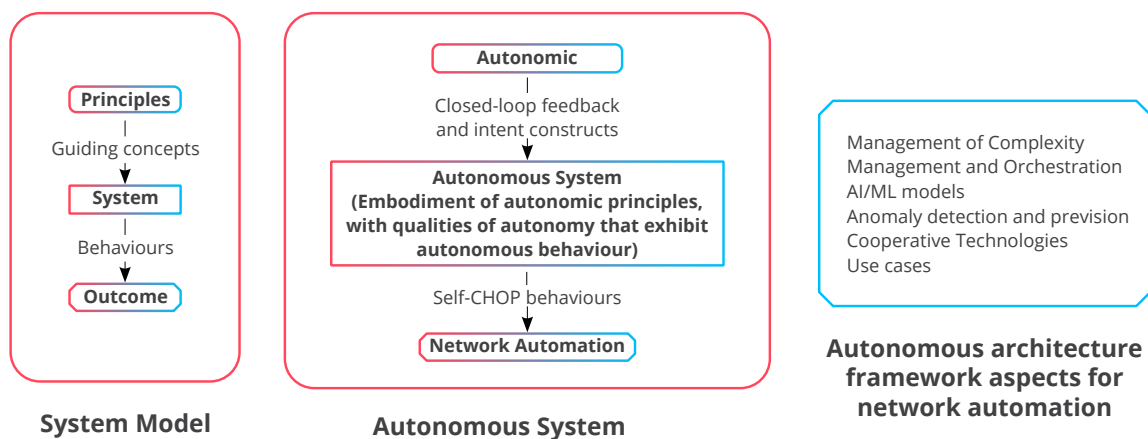 Principles
Guiding concepts
System
Behaviours
Outcome
System Model
Autonomic
Closed-loop feedback
and intent constructs
Autonomous System
(Embodiment of autonomic principles,
with qualities of autonomy that exhibit
autonomous behaviour)
Self-CHOP behaviours
Network Automation
Autonomous System
Management of Complexity
Management and Orchestration
AI/ML models
Anomaly detection and prevision
Cooperative Technologies
Use cases
Autonomous architecture
framework aspects for
network automation